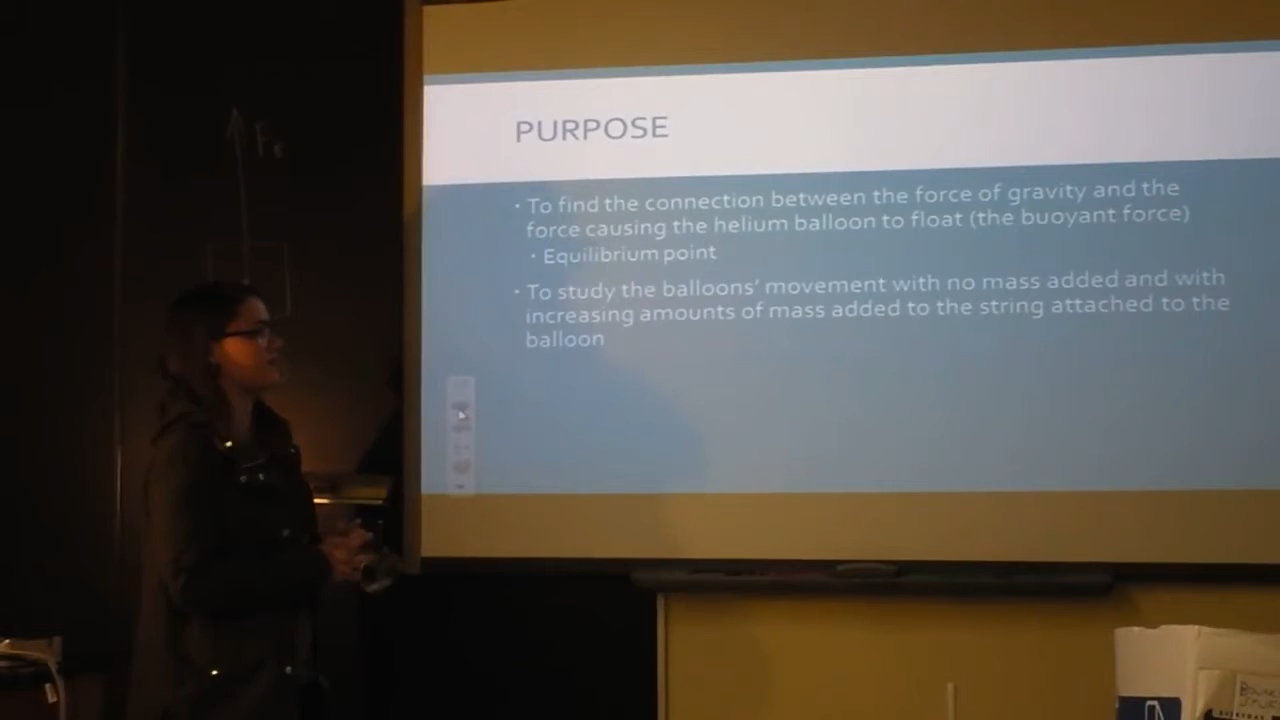 PURPOSE
· To find the connection between the force of gravity and the
force causing the helium balloon to float (the buoyant force)
· Equilibrium point
· To study the balloons' movement with no mass added and with
increasing amounts of mass added to the string attached to the
balloon